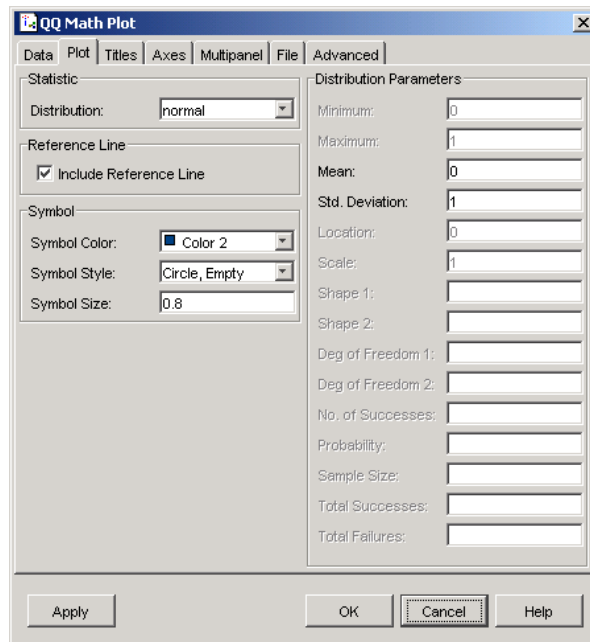 QQ Math Plot
Data Plot Titles Axes Multipanel File Advanced
Statistic
Distribution: normal
Reference Line
Include Reference Line
Symbol
Symbol Color: Color 2
Symbol Style: Circle, Empty
Symbol Size: 0.8
Distribution Parameters
Minimum: 0
Maximum: 1
Mean: 0
Std. Deviation: 1
Location: 0
Scale: 1
Shape 1:
Shape 2:
Deg of Freedom 1:
Deg of Freedom 2:
No. of Successes:
Probability:
Sample Size:
Total Successes:
Total Failures:
Apply OK Cancel Help